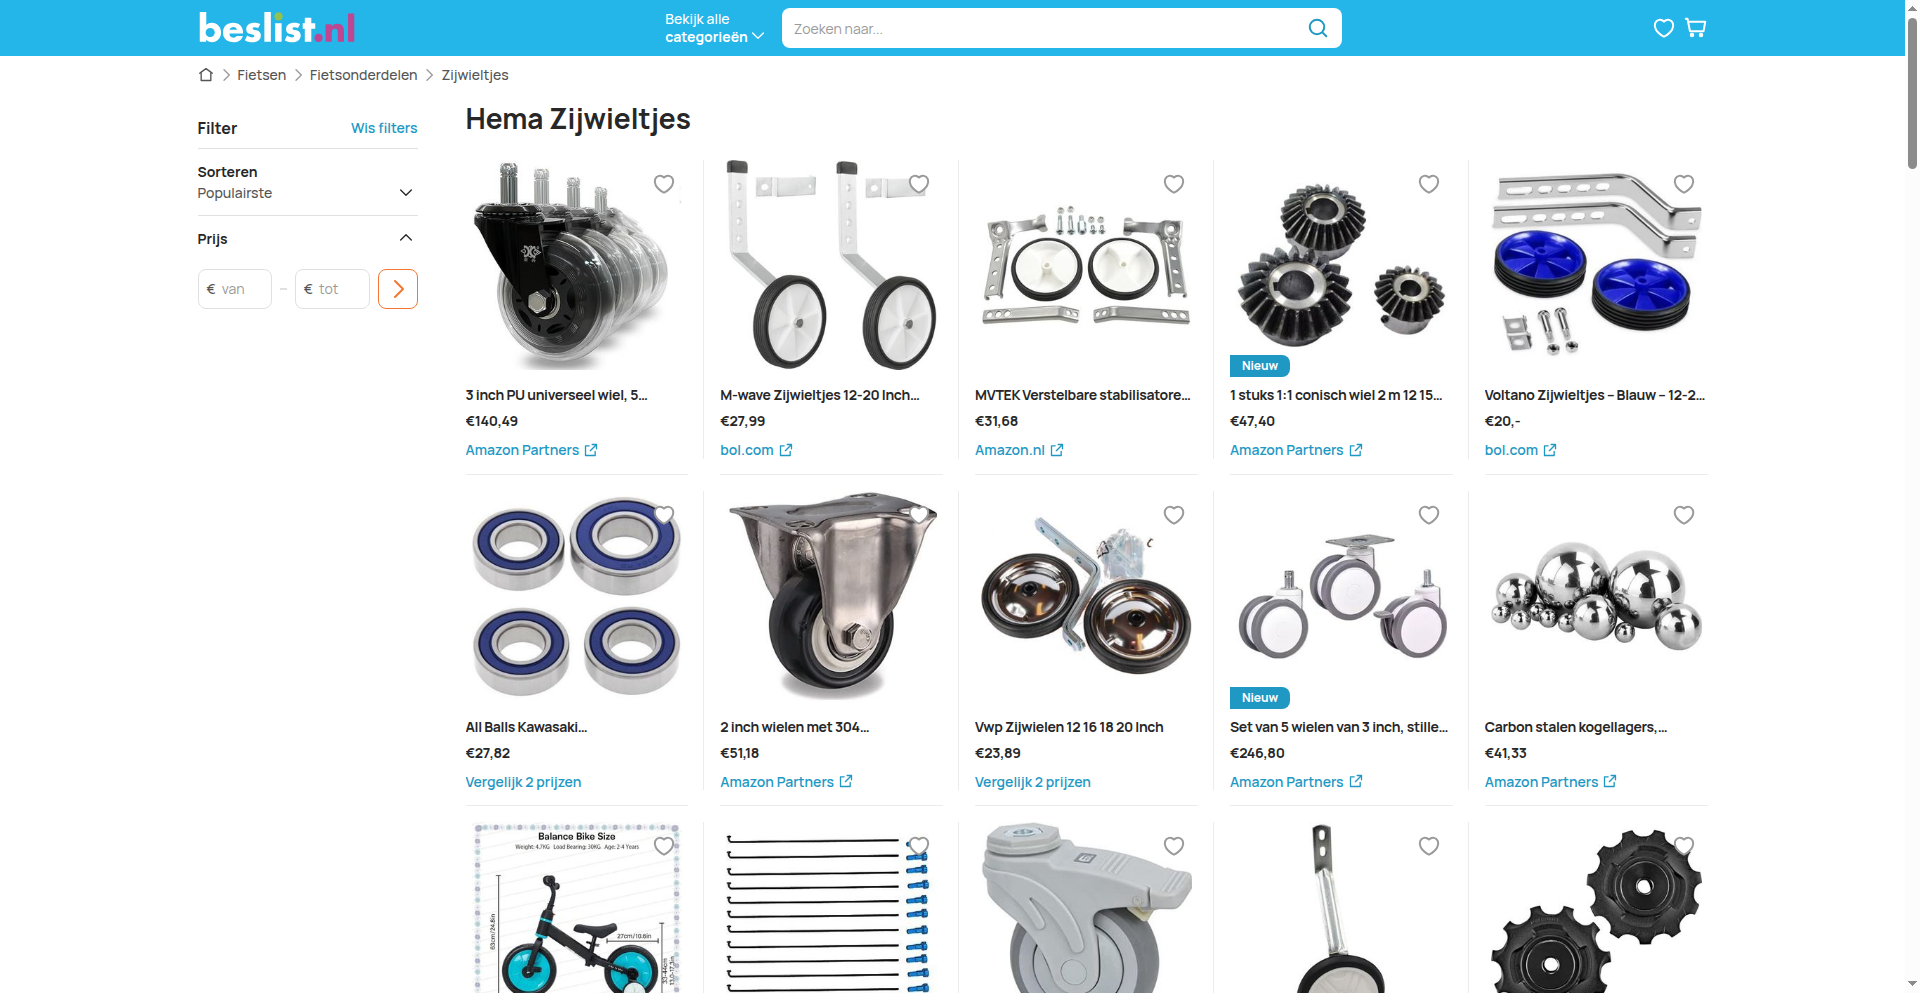 beslist.nl
Bekijk alle
categorieën
Zoeken naar...
Fietsen
Fietsonderdelen
Zijwieltjes
Filter
Wis filters
Sorteren
Populairste
Prijs
€ van
–
€ tot
Hema Zijwieltjes
3 inch PU universeel wiel, 5...
€140,49
Amazon Partners
M-wave Zijwieltjes 12-20 Inch...
€27,99
bol.com
MVTEK Verstelbare stabilisatore...
€31,68
Amazon.nl
Nieuw
1 stuks 1:1 conisch wiel 2 m 12 15...
€47,40
Amazon Partners
Voltano Zijwieltjes – Blauw – 12-2...
€20,-
bol.com
All Balls Kawasaki...
€27,82
Vergelijk 2 prijzen
2 inch wielen met 304...
€51,18
Amazon Partners
Vwp Zijwielen 12 16 18 20 Inch
€23,89
Vergelijk 2 prijzen
Nieuw
Set van 5 wielen van 3 inch, stille...
€246,80
Amazon Partners
Carbon stalen kogellagers,...
€41,33
Amazon Partners
Balance Bike Size
Weight: 4.7KG Load Bearing: 30KG Age: 2-4 Years
63cm/24.8in
27cm/10.6in